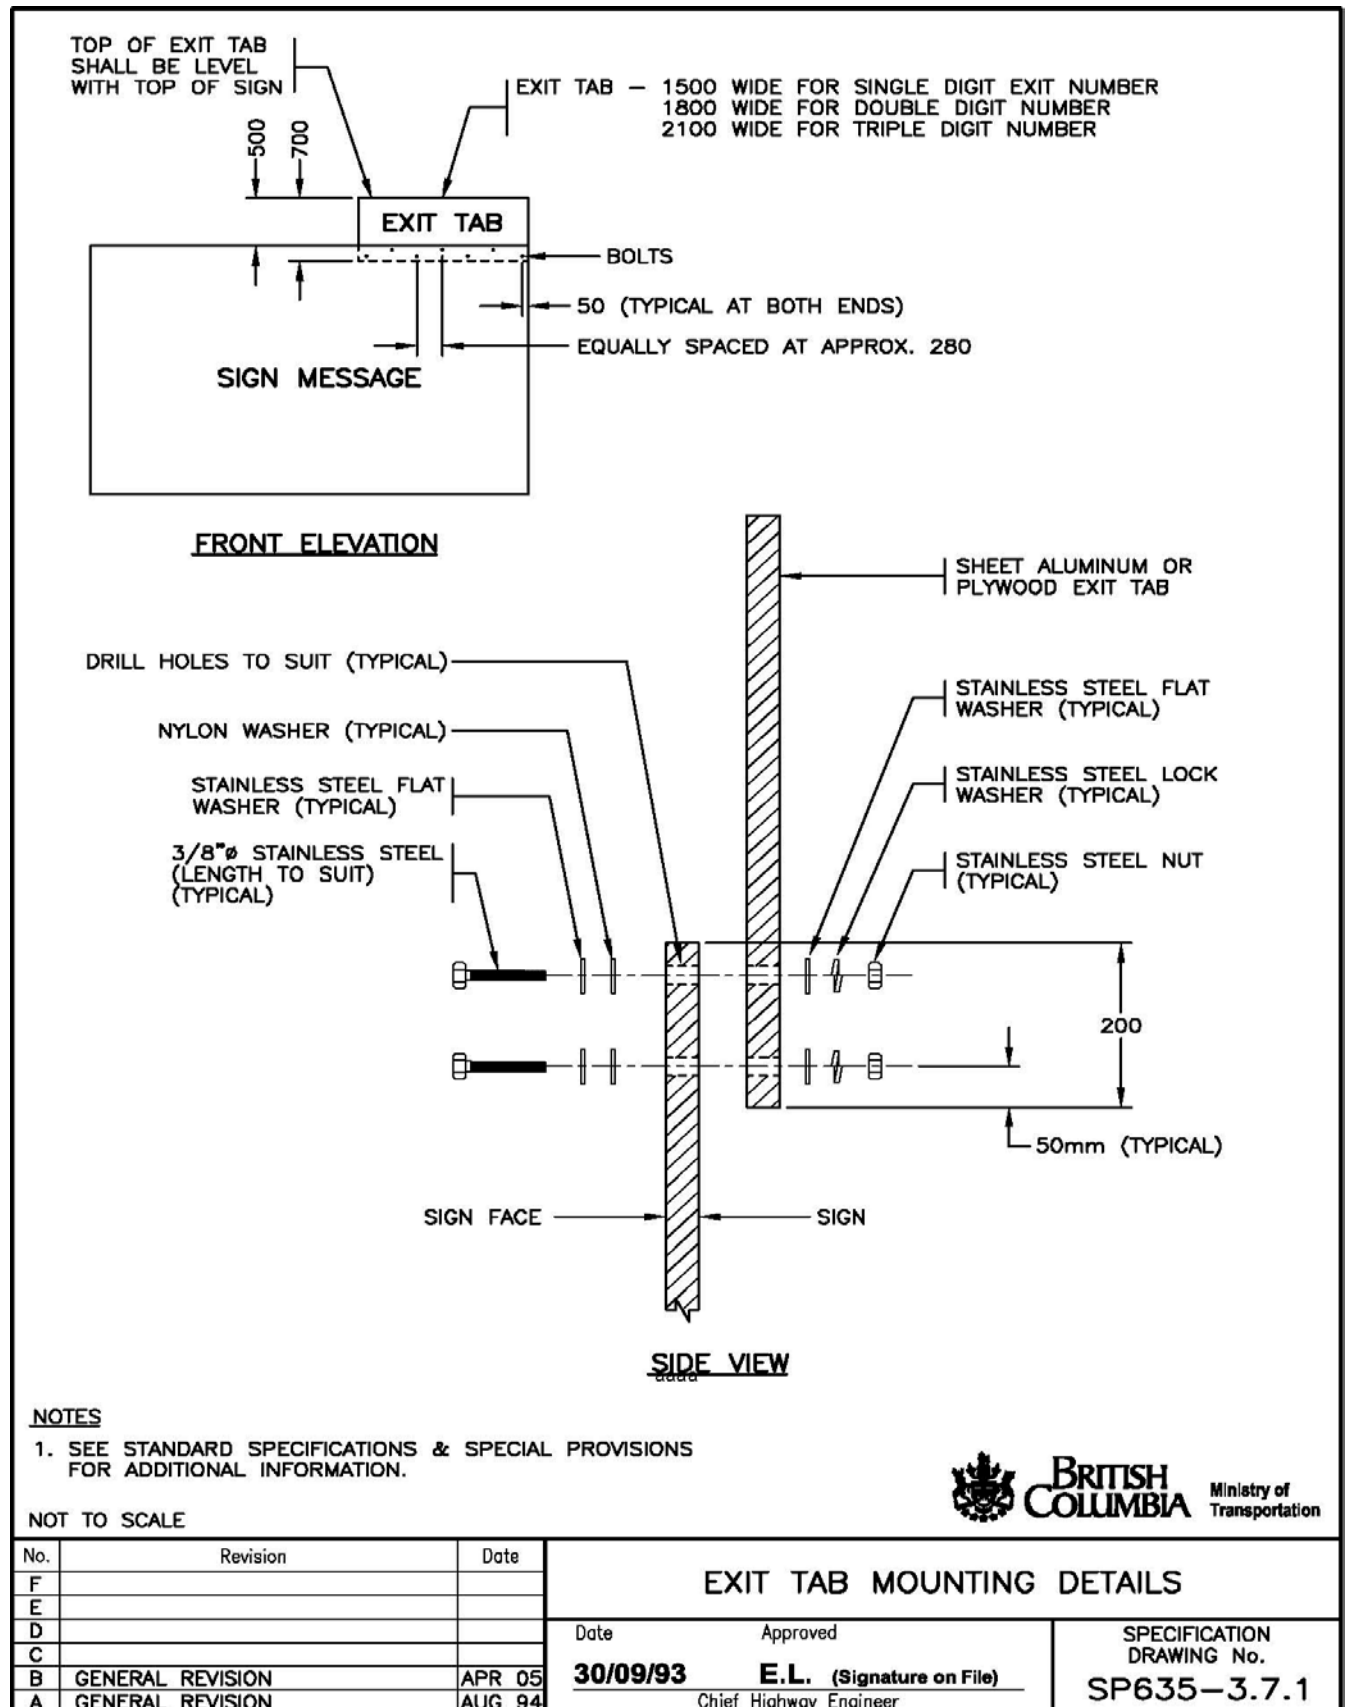 TOP OF EXIT TAB
SHALL BE LEVEL
WITH TOP OF SIGN
EXIT TAB – 1500 WIDE FOR SINGLE DIGIT EXIT NUMBER
1800 WIDE FOR DOUBLE DIGIT NUMBER
2100 WIDE FOR TRIPLE DIGIT NUMBER
500
700
EXIT TAB
BOLTS
50 (TYPICAL AT BOTH ENDS)
EQUALLY SPACED AT APPROX. 280
SIGN MESSAGE
FRONT ELEVATION
SHEET ALUMINUM OR
PLYWOOD EXIT TAB
DRILL HOLES TO SUIT (TYPICAL)
NYLON WASHER (TYPICAL)
STAINLESS STEEL FLAT
WASHER (TYPICAL)
3/8"ø STAINLESS STEEL
(LENGTH TO SUIT)
(TYPICAL)
STAINLESS STEEL FLAT
WASHER (TYPICAL)
STAINLESS STEEL LOCK
WASHER (TYPICAL)
STAINLESS STEEL NUT
(TYPICAL)
200
50mm (TYPICAL)
SIGN FACE
SIGN
SIDE VIEW
aaaa
NOTES
1. SEE STANDARD SPECIFICATIONS & SPECIAL PROVISIONS
FOR ADDITIONAL INFORMATION.
NOT TO SCALE
BRITISH
COLUMBIA
Ministry of
Transportation
No. Revision Date
F
E
D
C
B GENERAL REVISION APR 05
A GENERAL REVISION AUG 94
EXIT TAB MOUNTING DETAILS
Date Approved
30/09/93 E.L. (Signature on File)
Chief Highway Engineer
SPECIFICATION
DRAWING No.
SP635–3.7.1